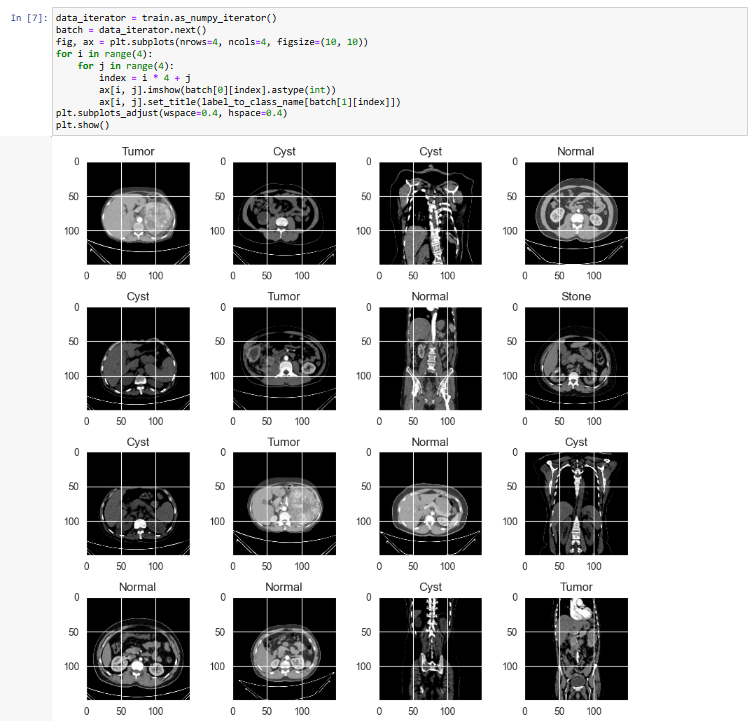 In [7]: data_iterator = train.as_numpy_iterator()
batch = data_iterator.next()
fig, ax = plt.subplots(nrows=4, ncols=4, figsize=(10, 10))
for i in range(4):
    for j in range(4):
        index = i * 4 + j
        ax[i, j].imshow(batch[0][index].astype(int))
        ax[i, j].set_title(label_to_class_name[batch[1][index]])
plt.subplots_adjust(wspace=0.4, hspace=0.4)
plt.show()
Tumor Cyst Cyst Normal
0 0 0 0
50 50 50 50
100 100 100 100
0 50 100 0 50 100 0 50 100 0 50 100
Cyst Tumor Normal Stone
0 0 0 0
50 50 50 50
100 100 100 100
0 50 100 0 50 100 0 50 100 0 50 100
Cyst Tumor Normal Cyst
0 0 0 0
50 50 50 50
100 100 100 100
0 50 100 0 50 100 0 50 100 0 50 100
Normal Normal Cyst Tumor
0 0 0 0
50 50 50 50
100 100 100 100
0 50 100 0 50 100 0 50 100 0 50 100